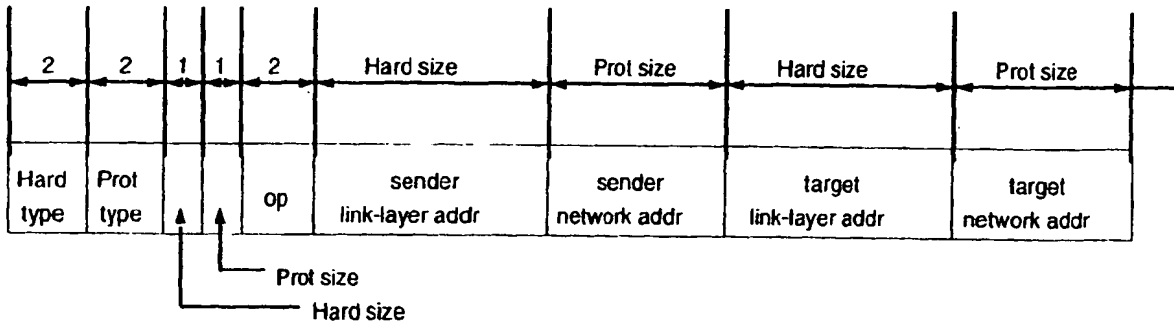 2 2 1 1 2 Hard size Prot size Hard size Prot size
Hard type
Prot type
op
sender link-layer addr
sender network addr
target link-layer addr
target network addr
Prot size
Hard size